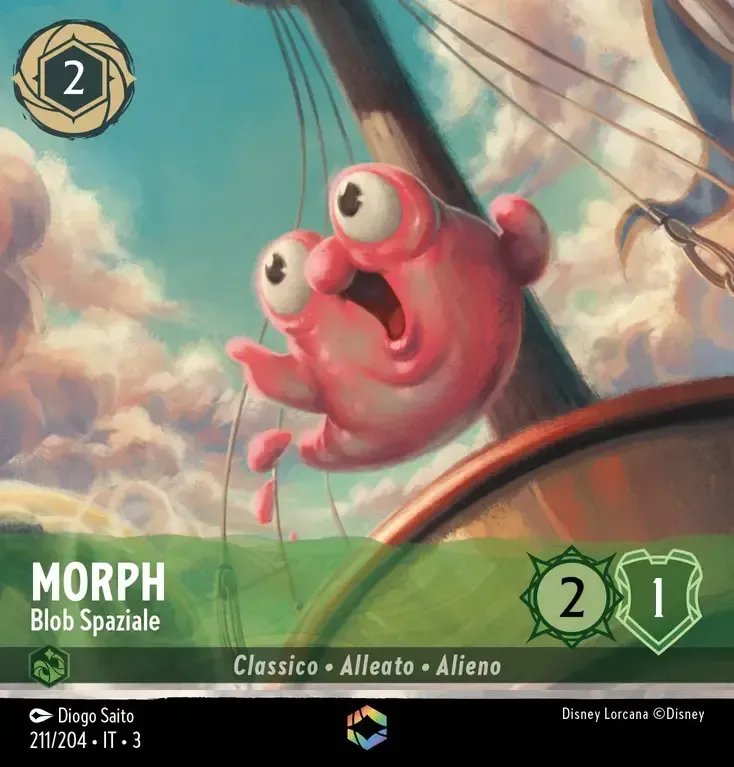 2
MORPH
Blob Spaziale
2 1
Classico • Alleato • Alieno
Diogo Saito
211/204 • IT • 3
Disney Lorcana ©Disney